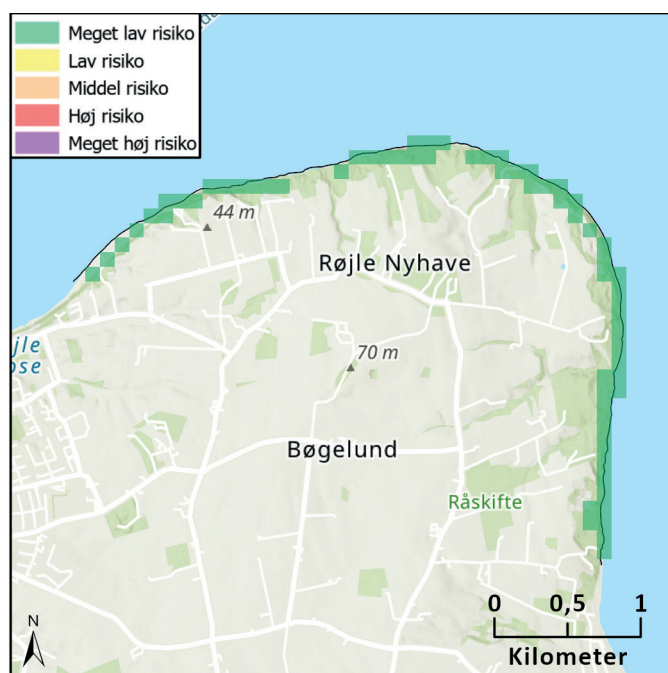 Meget lav risiko
Lav risiko
Middel risiko
Høj risiko
Meget høj risiko
44 m
Røjle Nyhave
70 m
Bøgelund
Råskifte
0 0,5 1
Kilometer
N